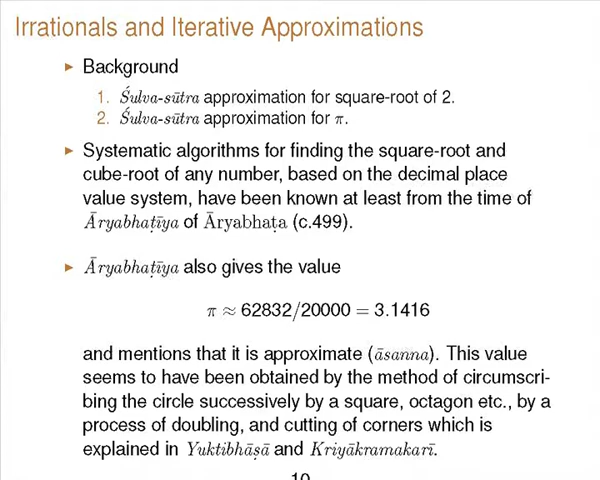 Irrationals and Iterative Approximations
▶ Background
1. Śulva-sūtra approximation for square-root of 2.
2. Śulva-sūtra approximation for π.
▶ Systematic algorithms for finding the square-root and
cube-root of any number, based on the decimal place
value system, have been known at least from the time of
Āryabhaṭīya of Āryabhaṭa (c.499).
▶ Āryabhaṭīya also gives the value
π ≈ 62832/20000 = 3.1416
and mentions that it is approximate (āsanna). This value
seems to have been obtained by the method of circumscri-
bing the circle successively by a square, octagon etc., by a
process of doubling, and cutting of corners which is
explained in Yuktibhāṣā and Kriyākramakarī.
10